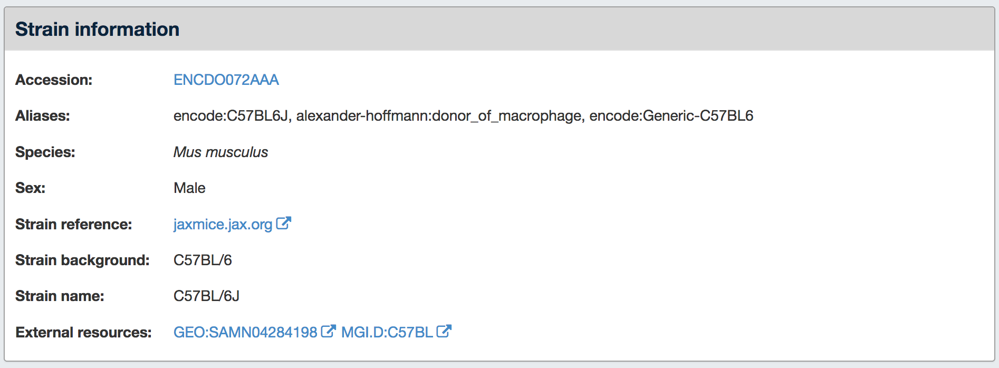 Strain information
Accession: ENCDO072AAA
Aliases: encode:C57BL6J, alexander-hoffmann:donor_of_macrophage, encode:Generic-C57BL6
Species: Mus musculus
Sex: Male
Strain reference: jaxmice.jax.org
Strain background: C57BL/6
Strain name: C57BL/6J
External resources: GEO:SAMN04284198 MGI.D:C57BL